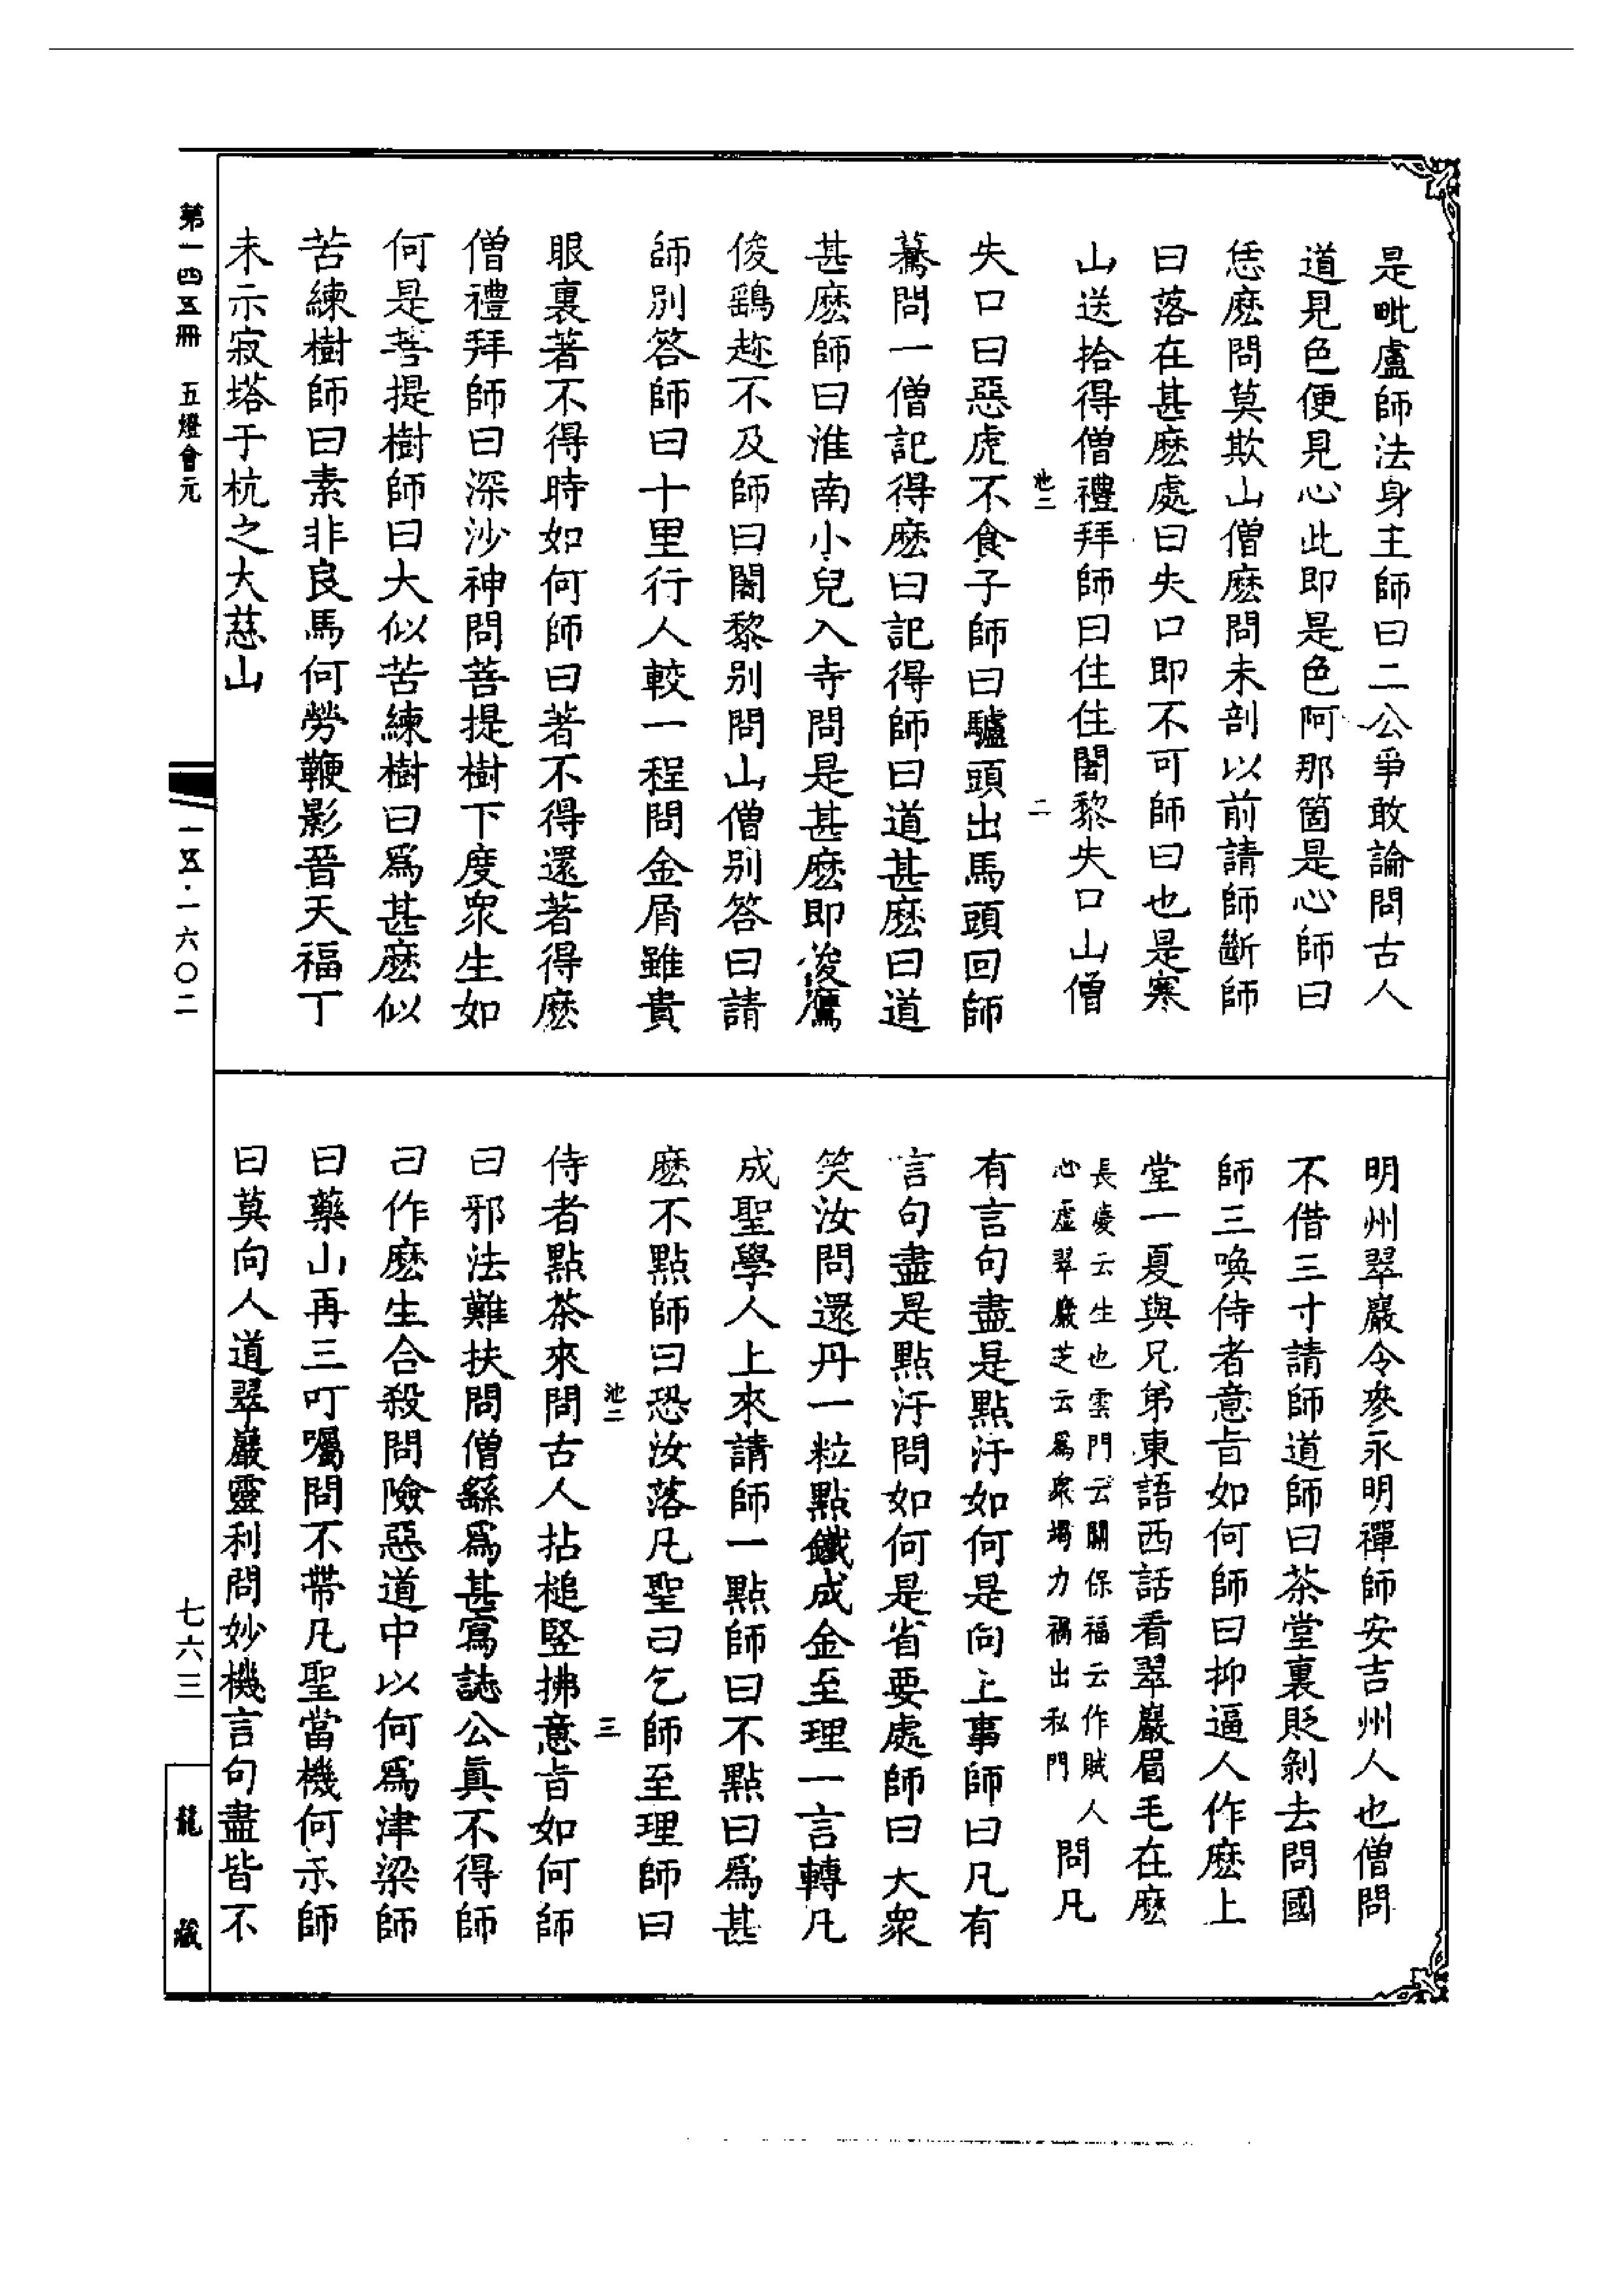 是毗盧師法身主師曰二公爭敢論問古人
道見色便見心此即是色阿那箇是心師曰
恁麽問莫欺山僧麽問未剖以前請師斷師
曰落在甚麽處曰失口即不可師曰也是寒
山送拾得僧禮拜師曰住住闍黎失口山僧
池二 二
失口曰惡虎不食子師曰驢頭出馬頭回師
驀問一僧記得麽曰記得師曰道甚麽曰道
甚麽師曰淮南小兒入寺問是甚麽即俊鷹
俊鷂趂不及師曰闍黎別問山僧別答曰請
師別答師曰十里行人較一程問金屑雖貴
眼裏著不得時如何師曰著不得還著得麽
僧禮拜師曰深沙神問菩提樹下度衆生如
何是菩提樹師曰大似苦練樹曰爲甚麽似
苦練樹師曰素非良馬何勞鞭影晉天福丁
未示寂塔于杭之大慈山
明州翠巖令參永明禪師安吉州人也僧問
不借三寸請師道師曰茶堂裏貶剝去問國
師三喚侍者意旨如何師曰抑逼人作麽上
堂一夏與兄弟東語西話看翠巖眉毛在麽
長慶云生也雲門云關保福云作賊人
心虛翠巖芝云爲衆竭力禍出私門
問凡
有言句盡是點汙如何是向上事師曰凡有
言句盡是點汙問如何是省要處師曰大衆
笑汝問還丹一粒點鐵成金至理一言轉凡
成聖學人上來請師一點師曰不點曰爲甚
麽不點師曰恐汝落凡聖曰乞師至理師曰
池二 三
侍者點茶來問古人拈槌竪拂意旨如何師
曰邪法難扶問僧繇爲甚寫誌公眞不得師
曰作麽生合殺問險惡道中以何爲津梁師
曰藥山再三叮囑問不帶凡聖當機何示師
曰莫向人道翠巖靈利問妙機言句盡皆不
第一四五冊 五燈會元
一五·一六〇二
七六三
龍藏